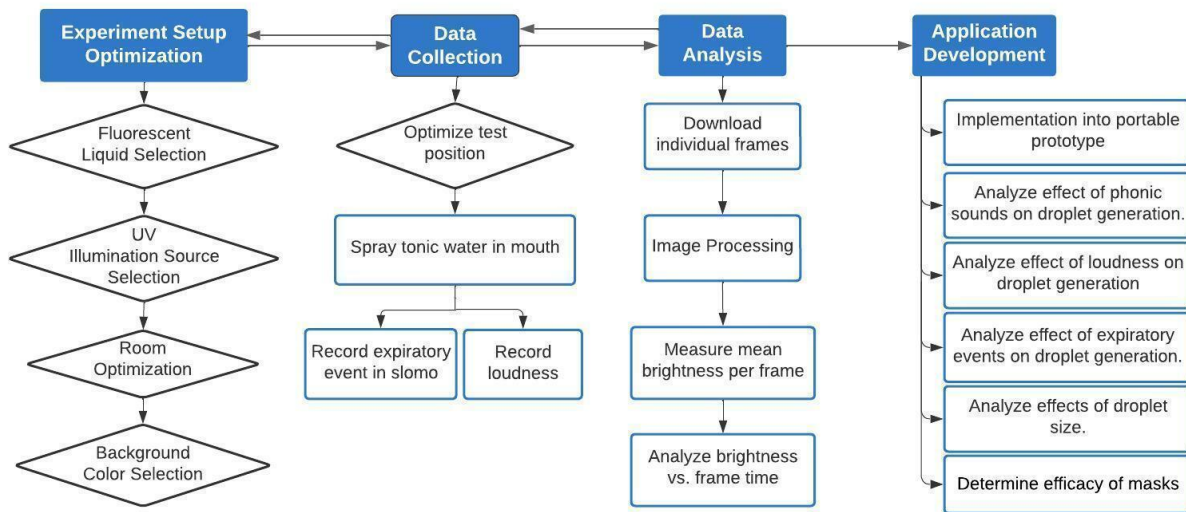 Experiment Setup
Optimization
Data
Collection
Data
Analysis
Application
Development
Fluorescent
Liquid Selection
UV
Illumination Source
Selection
Room
Optimization
Background
Color Selection
Optimize test
position
Spray tonic water in mouth
Record expiratory
event in slomo
Record
loudness
Download
individual frames
Image Processing
Measure mean
brightness per frame
Analyze brightness
vs. frame time
Implementation into portable
prototype
Analyze effect of phonic
sounds on droplet generation.
Analyze effect of loudness on
droplet generation
Analyze effect of expiratory
events on droplet generation.
Analyze effects of droplet
size.
Determine efficacy of masks